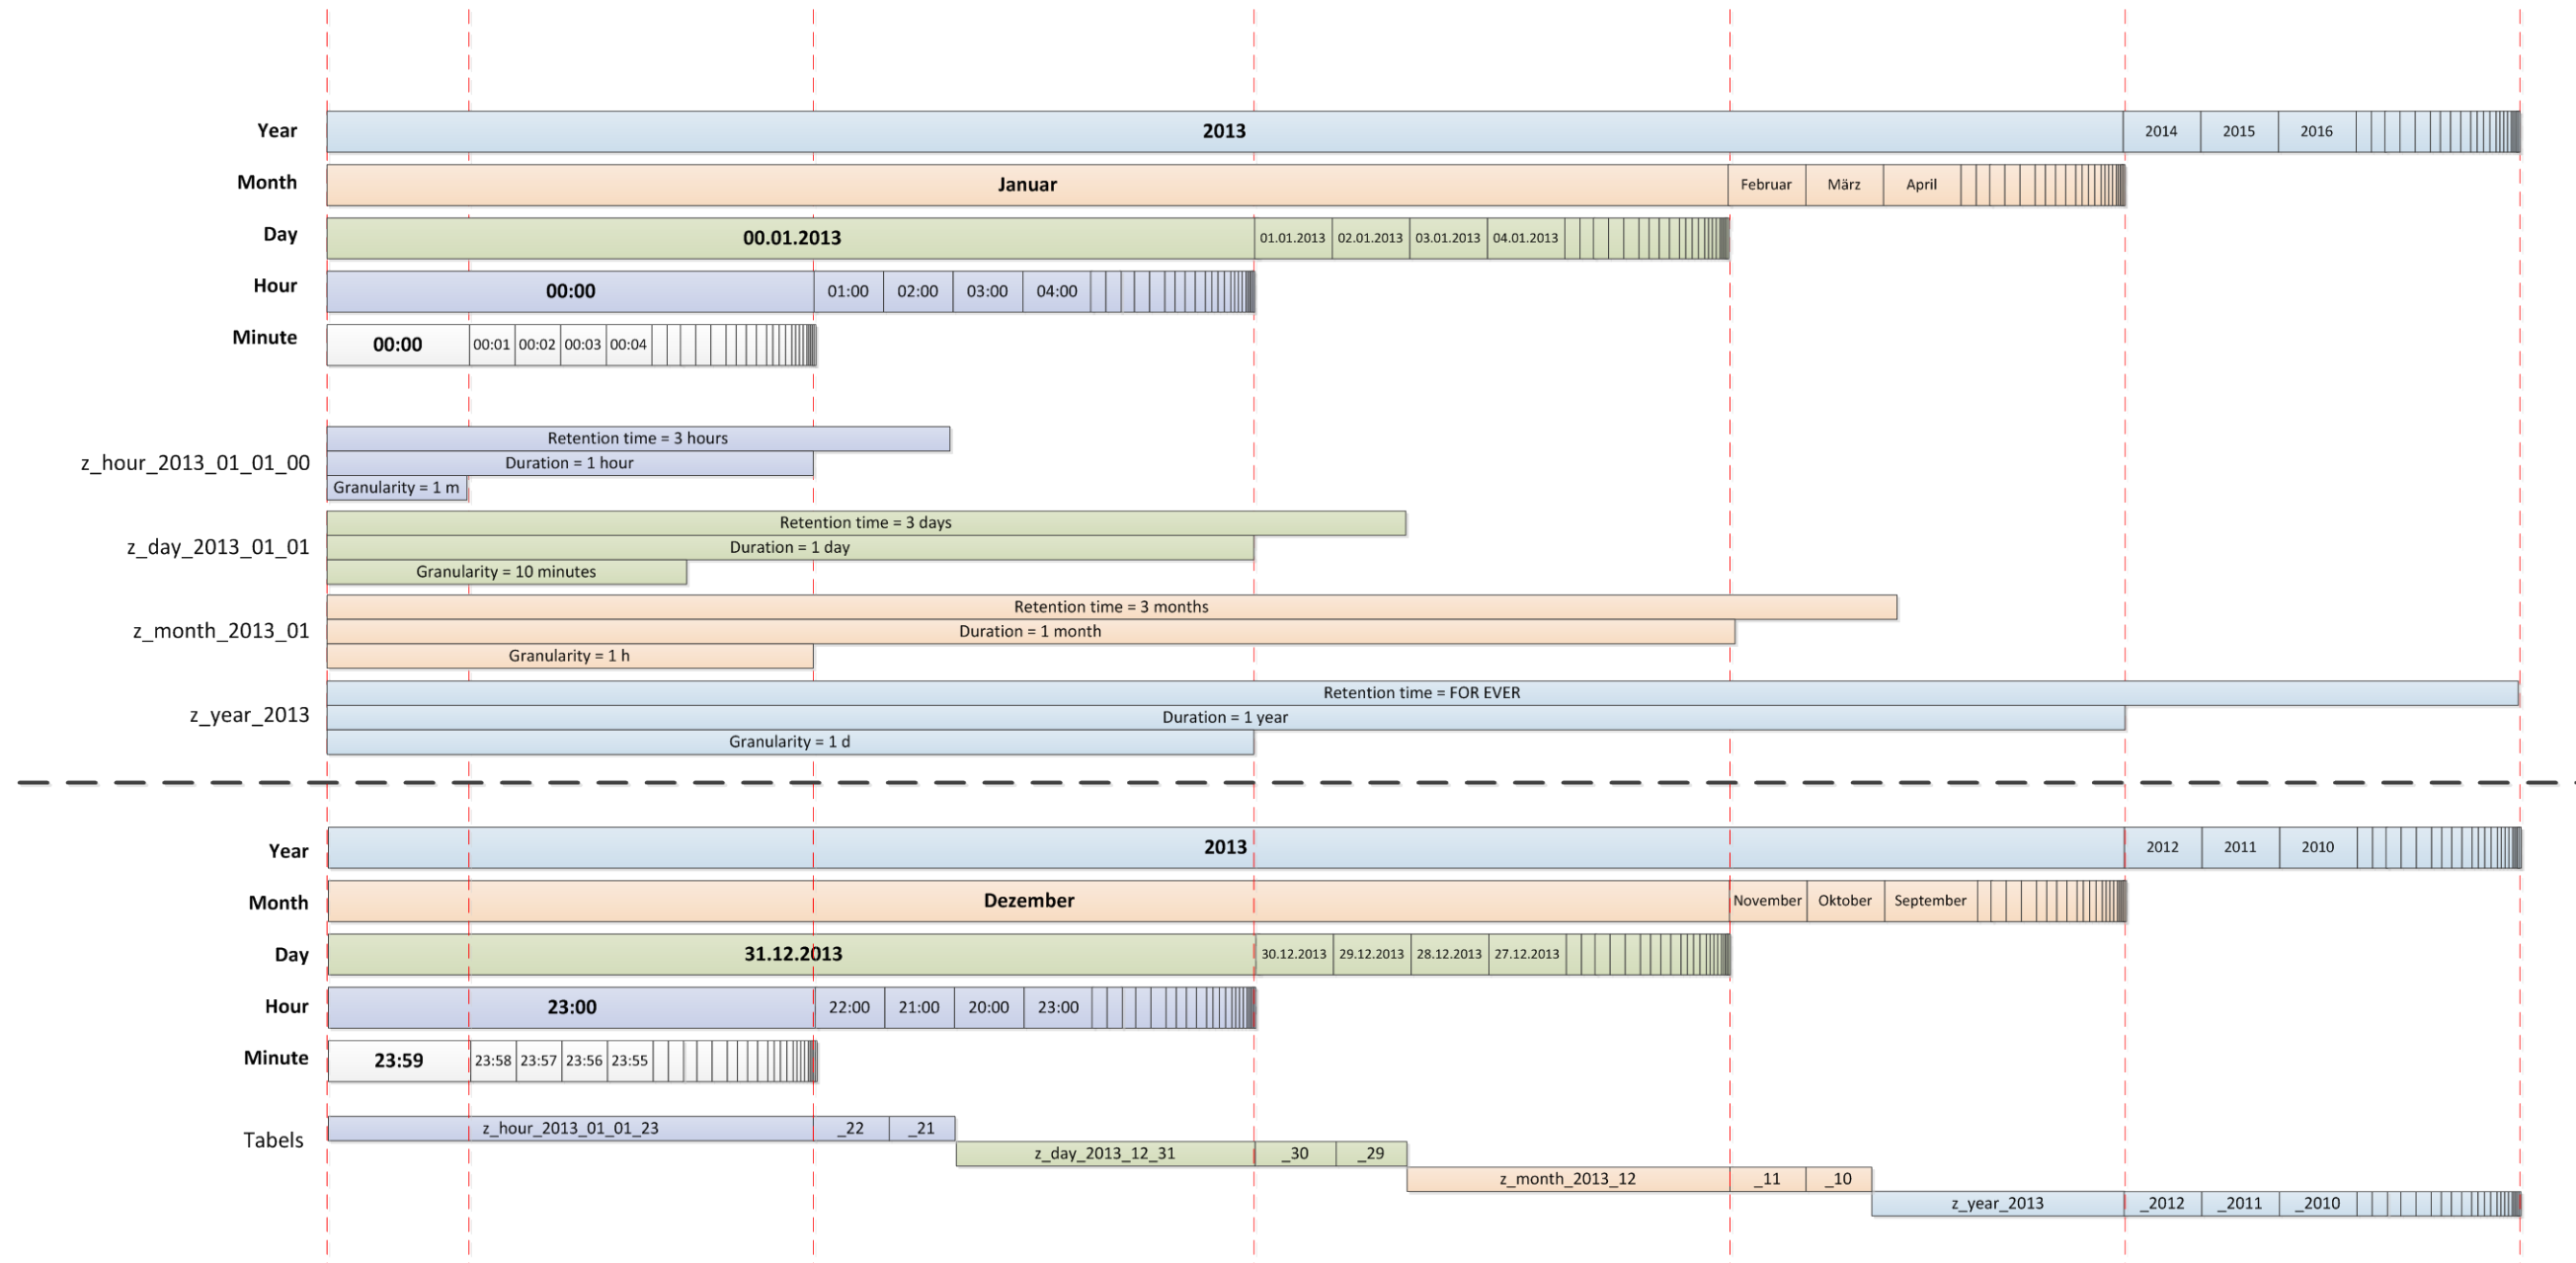 Year 2013 2014 2015 2016
Month Januar Februar März April
Day 00.01.2013 01.01.2013 02.01.2013 03.01.2013 04.01.2013
Hour 00:00 01:00 02:00 03:00 04:00
Minute 00:00 00:01 00:02 00:03 00:04
z_hour_2013_01_01_00
Retention time = 3 hours
Duration = 1 hour
Granularity = 1 m
z_day_2013_01_01
Retention time = 3 days
Duration = 1 day
Granularity = 10 minutes
z_month_2013_01
Retention time = 3 months
Duration = 1 month
Granularity = 1 h
z_year_2013
Retention time = FOR EVER
Duration = 1 year
Granularity = 1 d
Year 2013 2012 2011 2010
Month Dezember November Oktober September
Day 31.12.2013 30.12.2013 29.12.2013 28.12.2013 27.12.2013
Hour 23:00 22:00 21:00 20:00 23:00
Minute 23:59 23:58 23:57 23:56 23:55
Tabels
z_hour_2013_01_01_23 _22 _21
z_day_2013_12_31 _30 _29
z_month_2013_12 _11 _10
z_year_2013 _2012 _2011 _2010